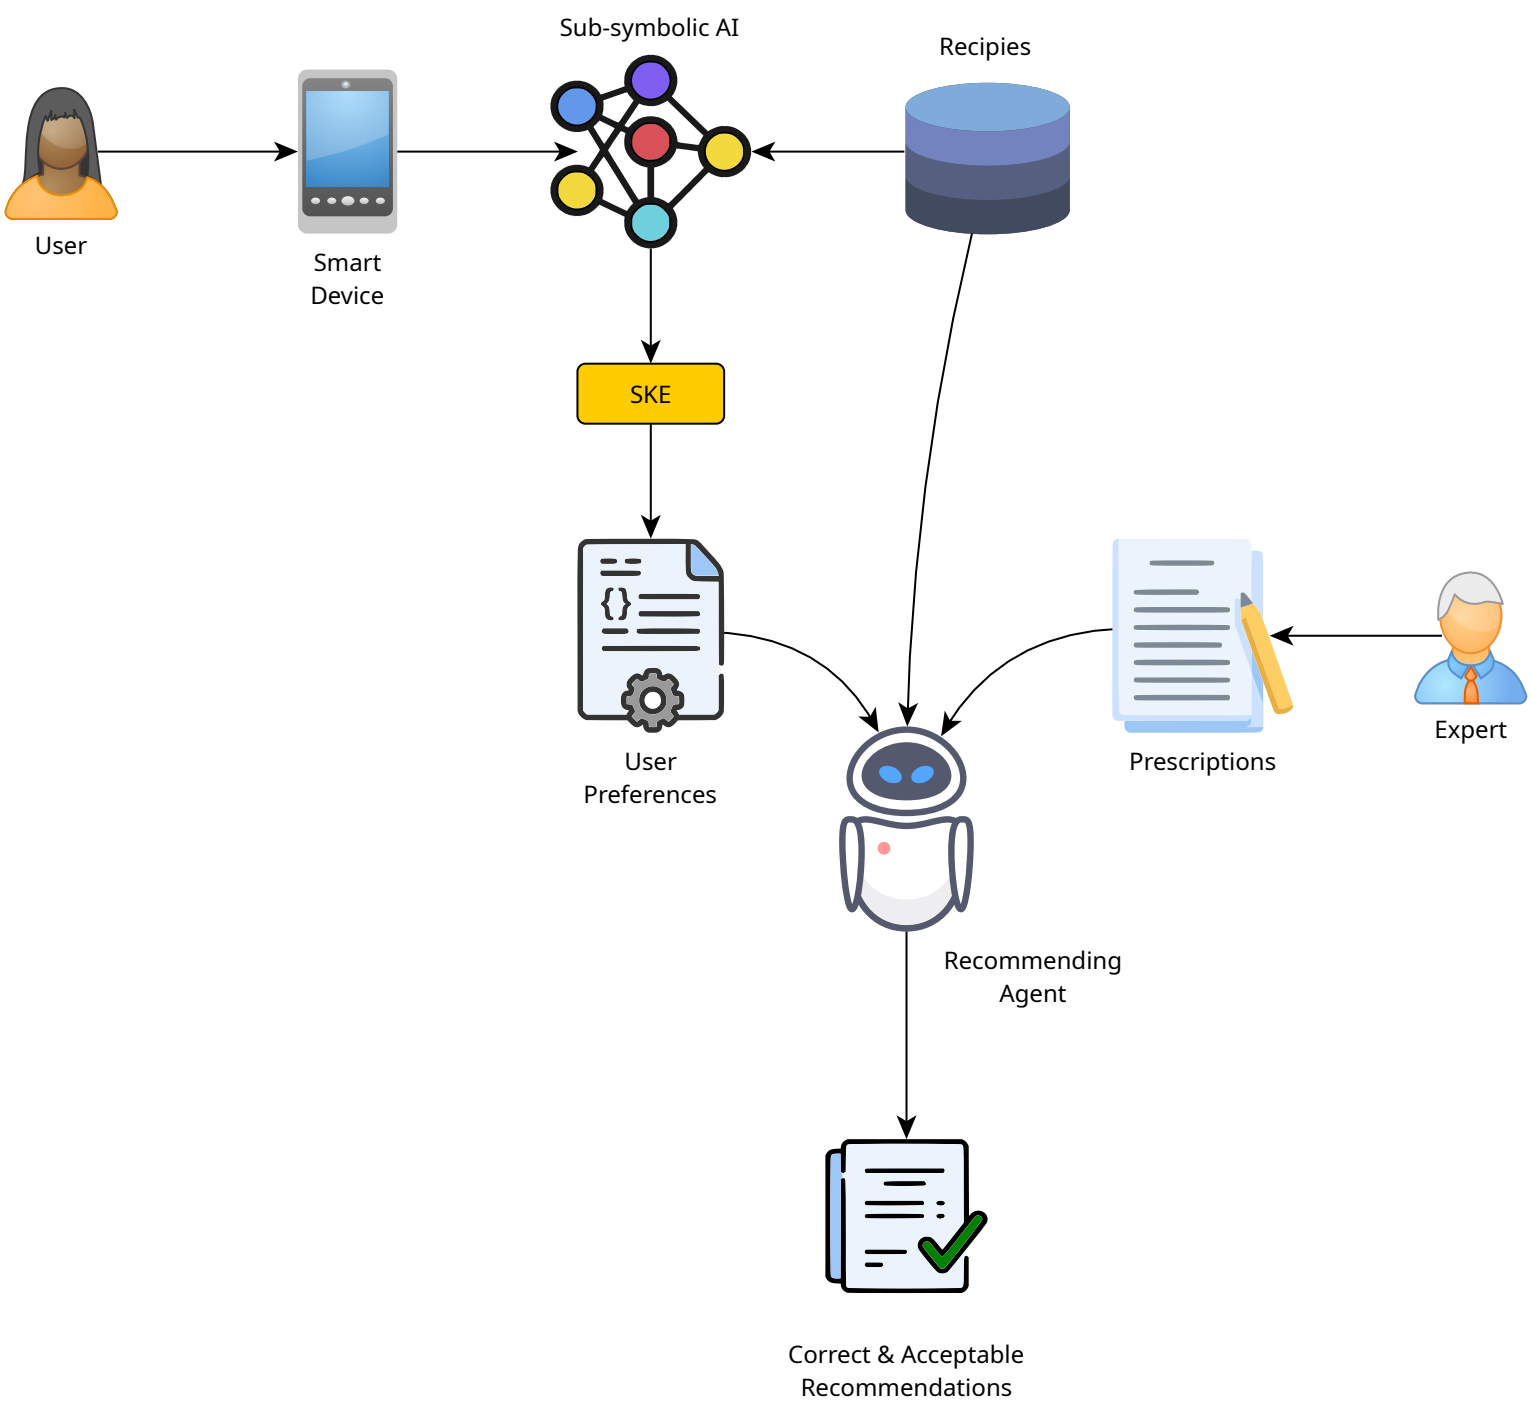 Sub-symbolic AI
Recipies
User
Smart
Device
SKE
{}
User
Preferences
Prescriptions
Expert
Recommending
Agent
Correct & Acceptable
Recommendations